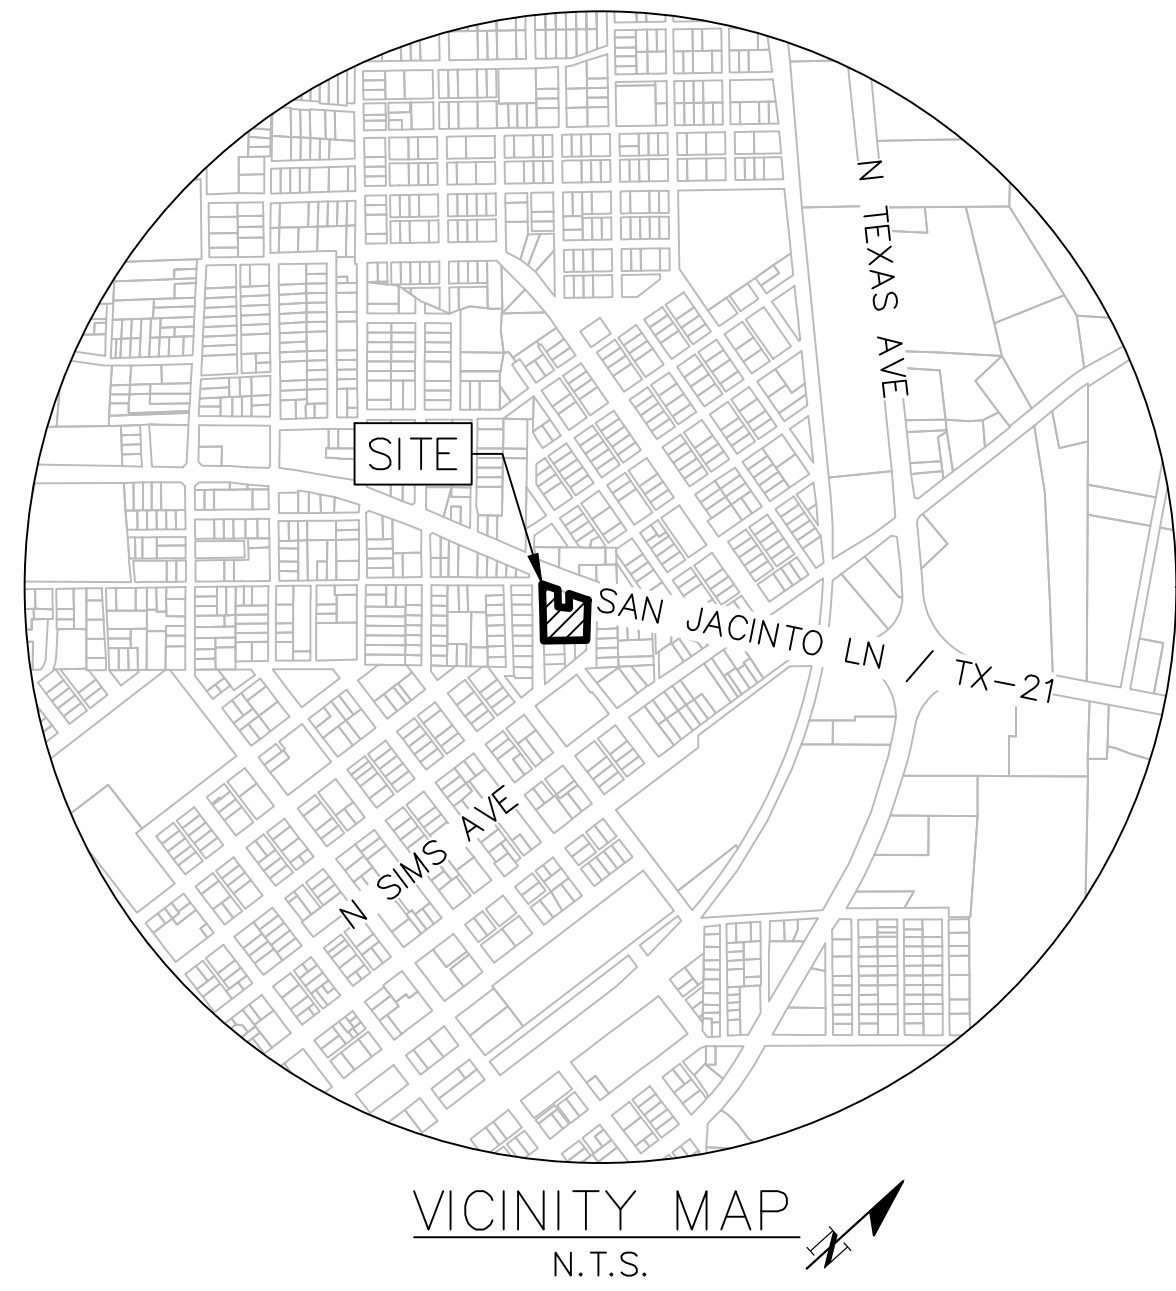 N TEXAS AVE
SITE
SAN JACINTO LN / TX-21
N SIMS AVE
VICINITY MAP
N.T.S.
N